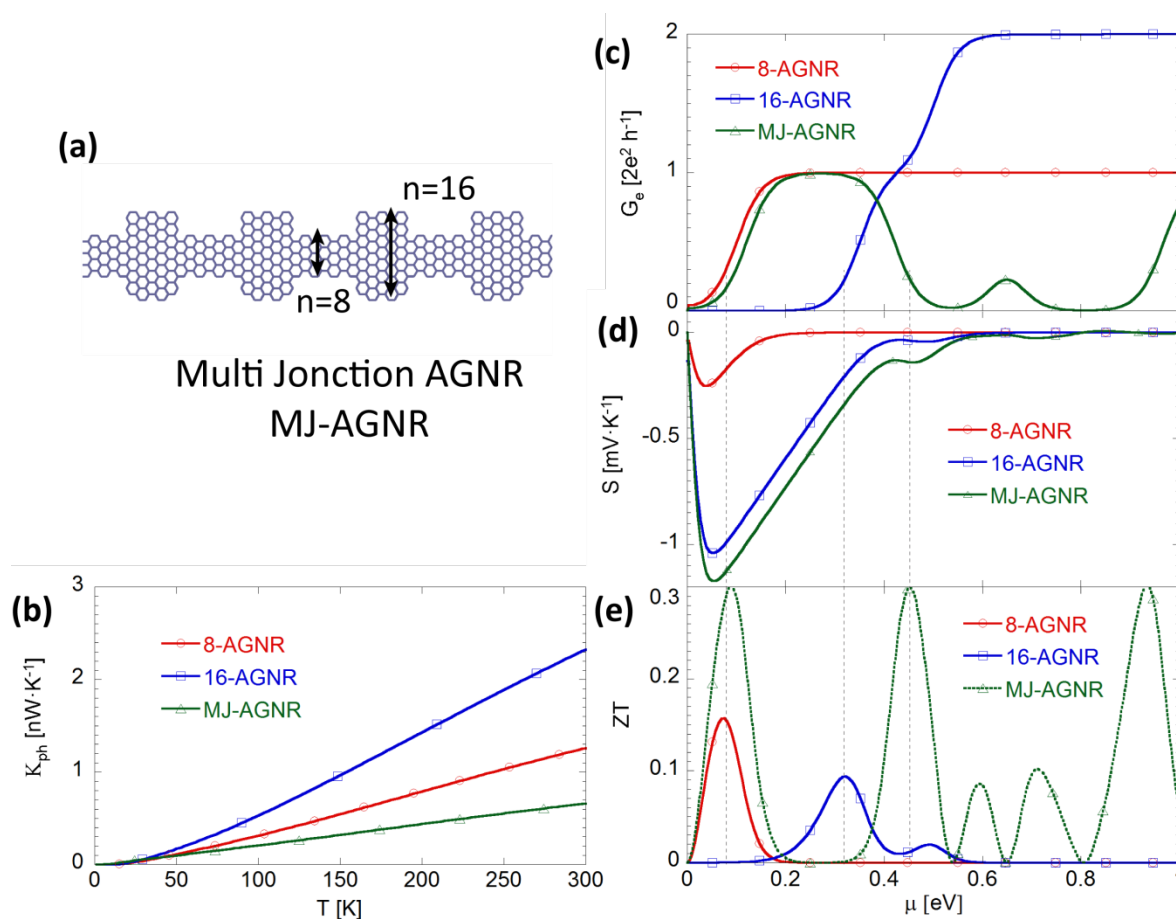 (a)
n=16
n=8
Multi Jonction AGNR
MJ-AGNR
(b)
3
2
1
0
K_ph [nW·K⁻¹]
8-AGNR
16-AGNR
MJ-AGNR
0 50 100 150 200 250 300
T [K]
(c)
2
1
0
G_e [2e² h⁻¹]
8-AGNR
16-AGNR
MJ-AGNR
(d)
0
-0.5
-1
S [mV·K⁻¹]
8-AGNR
16-AGNR
MJ-AGNR
(e)
0.3
0.2
0.1
0
ZT
8-AGNR
16-AGNR
MJ-AGNR
0 0.2 0.4 0.6 0.8
μ [eV]